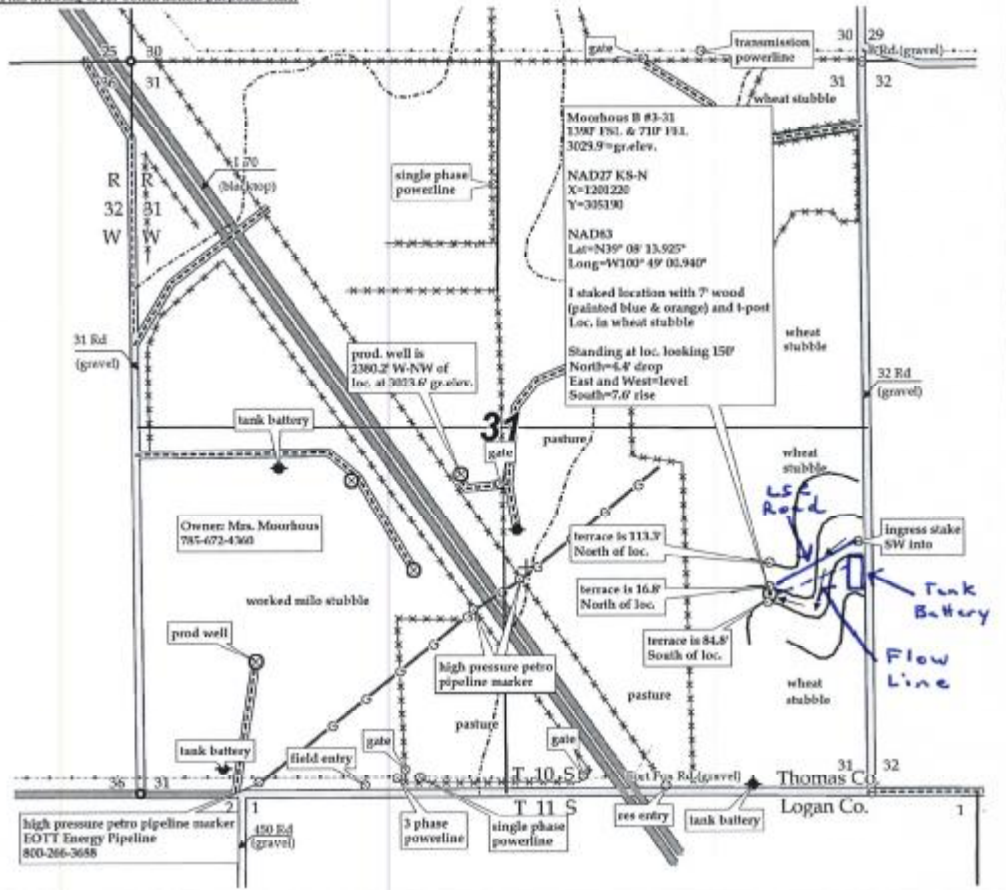 25
30
36
31
gate
transmission
powerline
30
29
31
32
Rd (gravel)
wheat stubble
I-70
(blacktop)
single phase
powerline
R
R
32
31
W
W
Moorhous B #3-31
1390' FSL & 710' FEL
3029.9'=gr.elev.
NAD27 KS-N
X=1201220
Y=305190
NAD83
Lat=N39° 08' 13.925"
Long=W100° 49' 00.940"
I staked location with 7' wood
(painted blue & orange) and t-post
Loc. in wheat stubble
Standing at loc. looking 150'
North=6.4' drop
East and West=level
South=7.6' rise
31 Rd
(gravel)
prod. well is
2380.2' W-NW of
loc. at 3023.6' gr.elev.
wheat
stubble
32 Rd
(gravel)
tank battery
31
gate
pasture
wheat
stubble
LSE
Road
ingress stake
SW into
Owner: Mrs. Moorhous
785-672-4360
terrace is 113.3'
North of loc.
terrace is 16.8'
North of loc.
Tank
Battery
worked milo stubble
prod well
terrace is 84.8'
South of loc.
Flow
Line
high pressure petro
pipeline marker
pasture
wheat
stubble
pasture
tank battery
field entry
gate
gate
36
31
T 10 S
(gravel)
Thomas Co.
31
32
2
1
T 11 S
Logan Co.
1
high pressure petro pipeline marker
EOTT Energy Pipeline
800-266-3688
450 Rd
(gravel)
3 phase
powerline
single phase
powerline
res entry
tank battery